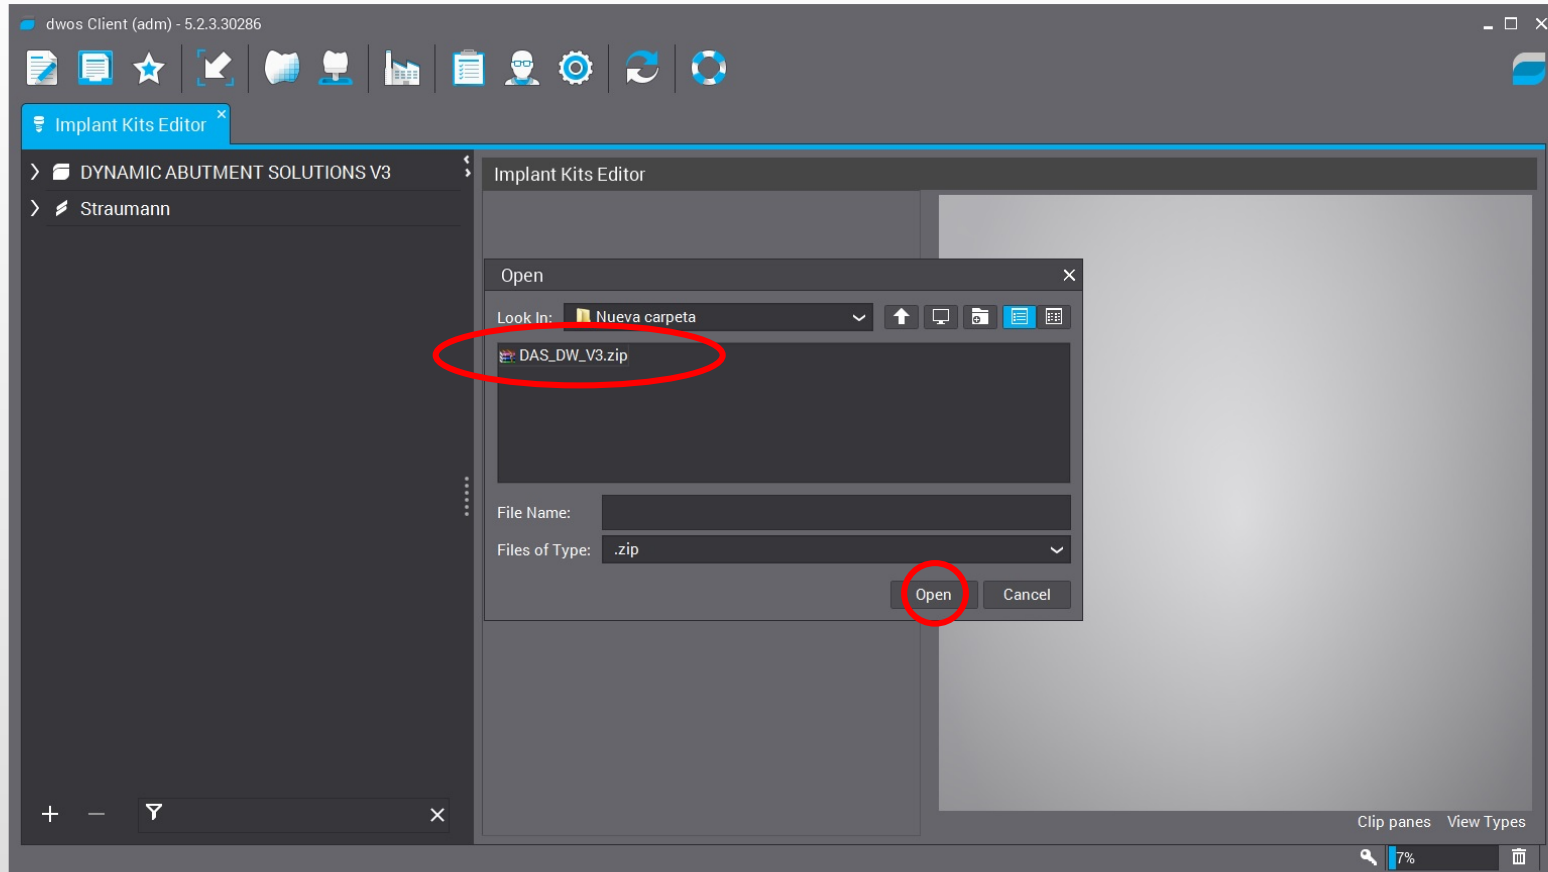 dwos Client (adm) - 5.2.3.30286
Implant Kits Editor
DYNAMIC ABUTMENT SOLUTIONS V3
Straumann
Implant Kits Editor
Open
Look In: Nueva carpeta
DAS_DW_V3.zip
File Name:
Files of Type: .zip
Open Cancel
Clip panes View Types
7%